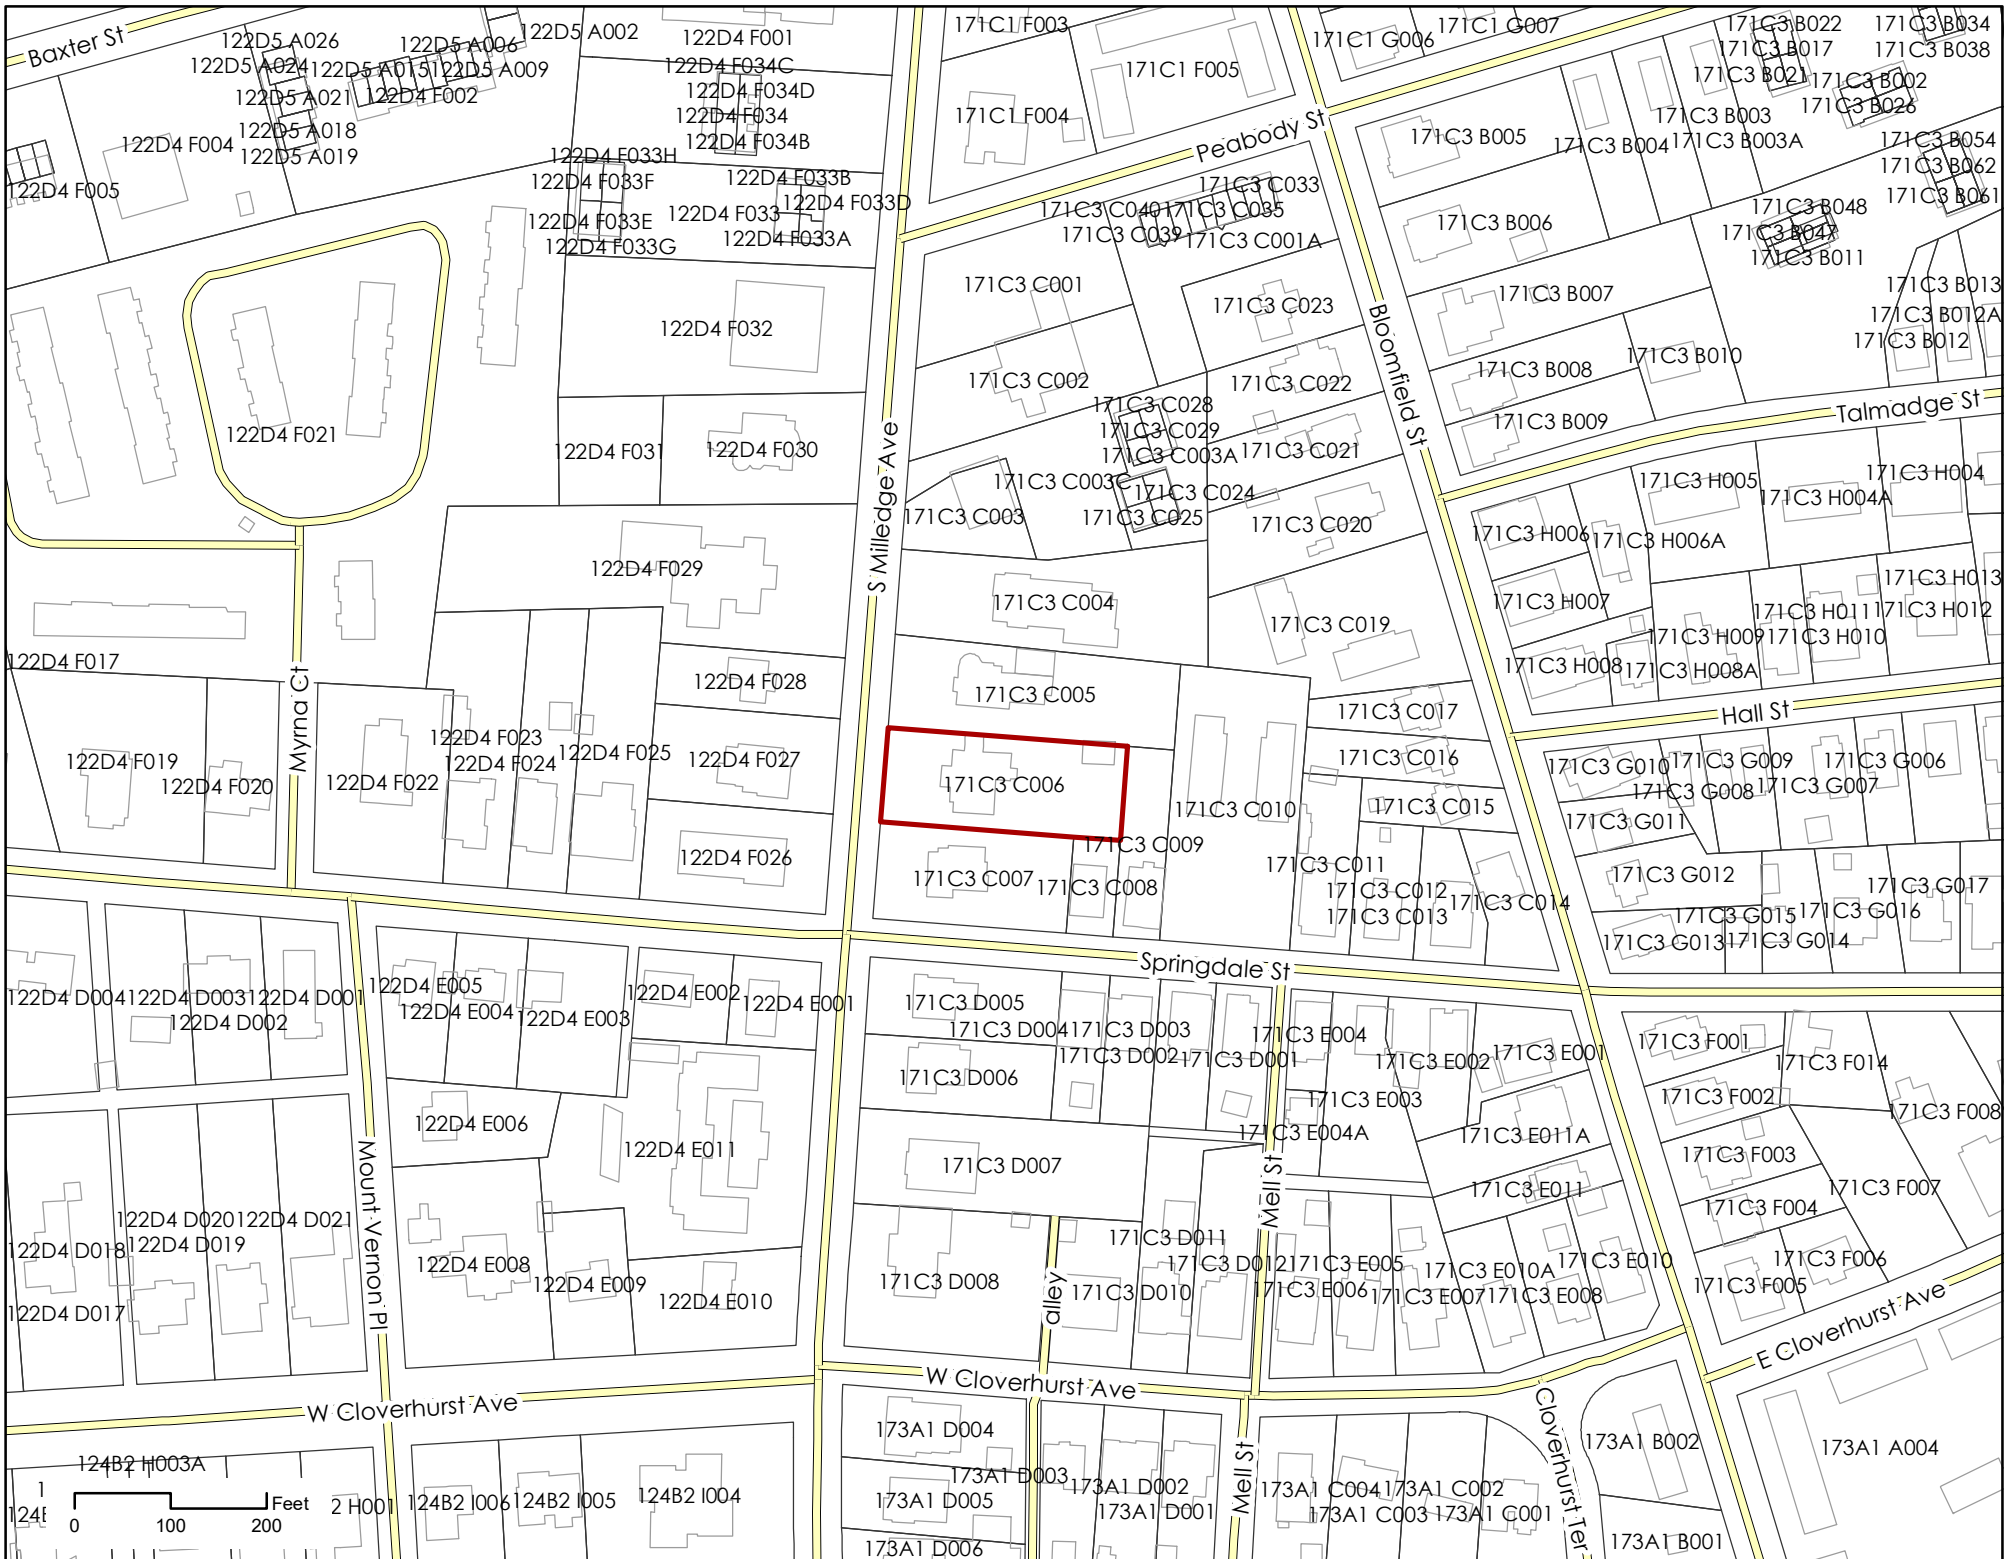 Baxter St
122D5 A026
122D5 A006
122D5 A002
122D4 F001
171C1 F003
171C1 G006
171C1 G007
171C3 B022
171C3 B034
122D5 A024
122D5 A015
122D5 A009
122D4 F034C
171C1 F005
171C3 B017
171C3 B038
122D5 A021
122D4 F002
122D4 F034D
171C3 B021
171C3 B002
122D4 F034
171C1 F004
171C3 B003
171C3 B026
122D5 A018
122D4 F004
122D4 F034B
Peabody St
171C3 B005
171C3 B004
171C3 B003A
171C3 B054
122D5 A019
122D4 F033H
171C3 B062
122D4 F005
122D4 F033F
122D4 F033B
171C3 C033
171C3 B061
122D4 F033E
122D4 F033
122D4 F033D
171C3 C040
171C3 C035
171C3 B006
171C3 B048
122D4 F033G
122D4 F033A
171C3 C039
171C3 C001A
171C3 B047
171C3 B011
171C3 C001
171C3 C023
171C3 B007
171C3 B013
122D4 F032
Bloomfield St
171C3 B012A
171C3 B012
171C3 C002
171C3 C022
171C3 B008
171C3 B010
122D4 F021
122D4 F031
122D4 F030
S Milledge Ave
171C3 C028
171C3 C029
171C3 C003A
171C3 C021
171C3 B009
Talmadge St
171C3 C003C
171C3 C024
171C3 C003
171C3 C025
171C3 C020
171C3 H005
171C3 H004A
171C3 H004
171C3 H006
171C3 H006A
122D4 F029
171C3 C004
171C3 C019
171C3 H007
171C3 H013
171C3 H011
171C3 H012
171C3 H009
171C3 H010
122D4 F017
Myrna Ct
122D4 F028
171C3 C005
171C3 H008
171C3 H008A
171C3 C017
Hall St
122D4 F019
122D4 F020
122D4 F022
122D4 F023
122D4 F024
122D4 F025
122D4 F027
171C3 C006
171C3 C010
171C3 C016
171C3 C015
171C3 G010
171C3 G009
171C3 G006
171C3 G008
171C3 G007
171C3 G011
122D4 F026
171C3 C007
171C3 C008
171C3 C009
171C3 C011
171C3 C012
171C3 C013
171C3 C014
171C3 G012
171C3 G017
171C3 G015
171C3 G016
171C3 G013
171C3 G014
Springdale St
122D4 D004
122D4 D003
122D4 D001
122D4 D002
122D4 E005
122D4 E004
122D4 E003
122D4 E002
122D4 E001
171C3 D005
171C3 D004
171C3 D003
171C3 D002
171C3 D001
171C3 E004
171C3 E002
171C3 E001
171C3 F001
171C3 F014
171C3 D006
171C3 E003
171C3 F002
171C3 F008
122D4 E006
122D4 E011
171C3 E004A
171C3 E011A
171C3 D007
171C3 F003
Mount Vernon Pl
Mell St
171C3 E011
171C3 F007
171C3 F004
122D4 D020
122D4 D021
122D4 D018
122D4 D019
122D4 E008
122D4 E009
122D4 E010
122D4 D017
171C3 D008
alley
171C3 D011
171C3 D012
171C3 D010
171C3 E005
171C3 E006
171C3 E010A
171C3 E010
171C3 E007
171C3 E008
171C3 F006
171C3 F005
E Cloverhurst Ave
W Cloverhurst Ave
W Cloverhurst Ave
Cloverhurst Ter
173A1 D004
173A1 B002
173A1 A004
124B2 H003A
173A1 D003
173A1 D002
173A1 D005
173A1 D001
Mell St
173A1 C004
173A1 C002
173A1 C003
173A1 C001
124B2 I006
124B2 I005
124B2 I004
2 H001
173A1 D006
173A1 B001
Feet
0 100 200